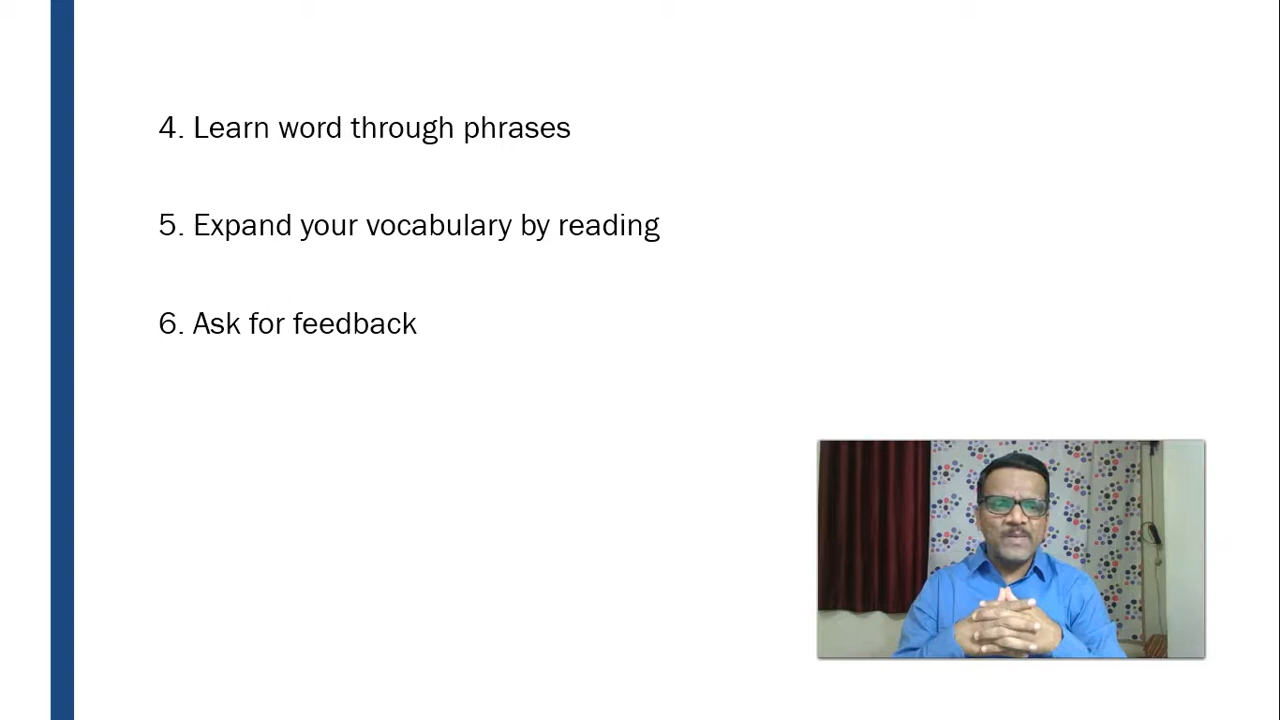 4. Learn word through phrases
5. Expand your vocabulary by reading
6. Ask for feedback